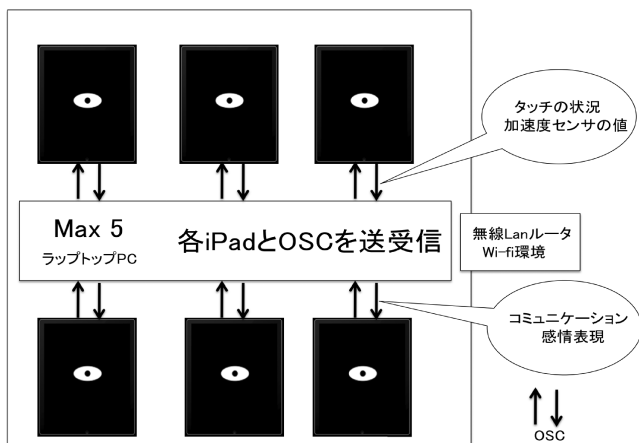 タッチの状況
加速度センサの値
Max 5
ラップトップPC
各iPadとOSCを送受信
無線Lanルータ
Wi-fi環境
コミュニケーション
感情表現
OSC